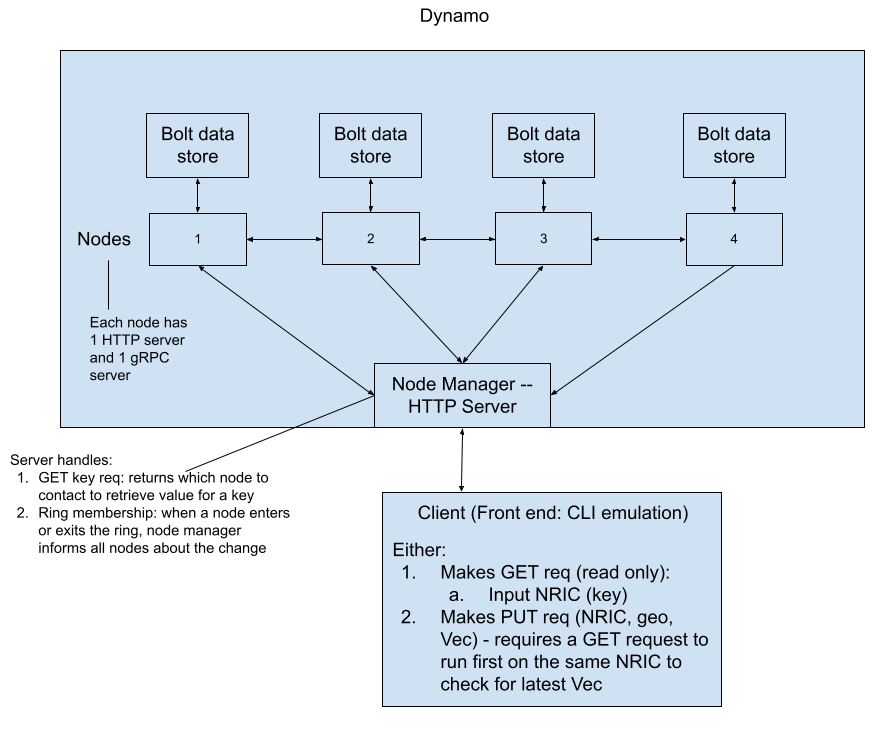 Dynamo
Bolt data
store
Bolt data
store
Bolt data
store
Bolt data
store
Nodes
1
2
3
4
Each node has
1 HTTP server
and 1 gRPC
server
Node Manager --
HTTP Server
Server handles:
1. GET key req: returns which node to
contact to retrieve value for a key
2. Ring membership: when a node enters
or exits the ring, node manager
informs all nodes about the change
Client (Front end: CLI emulation)
Either:
1. Makes GET req (read only):
a. Input NRIC (key)
2. Makes PUT req (NRIC, geo,
Vec) - requires a GET request to
run first on the same NRIC to
check for latest Vec